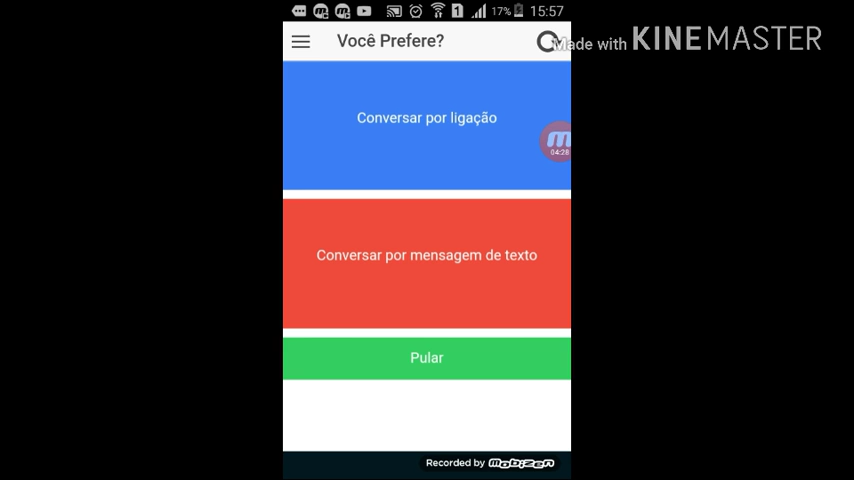 17% 15:57
Você Prefere?
Made with KINEMASTER
Conversar por ligação
04:28
Conversar por mensagem de texto
Pular
Recorded by mobizen